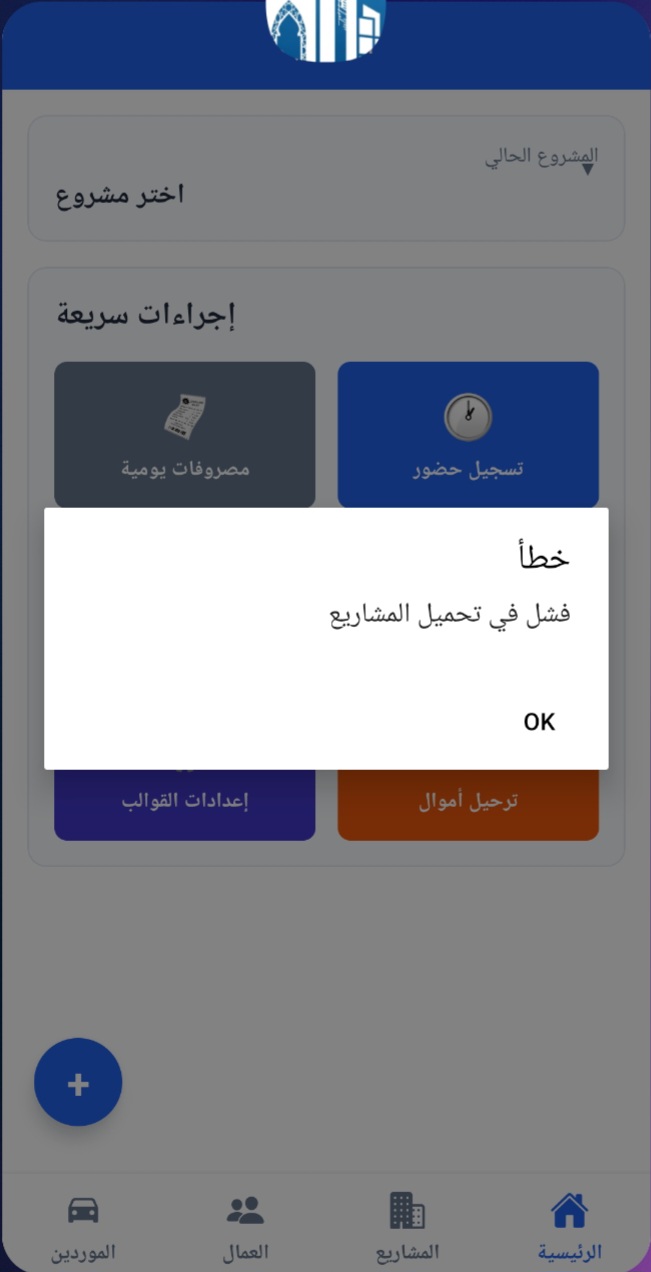 المشروع الحالي
▼
اختر مشروع
إجراءات سريعة
تسجيل حضور
مصروفات يومية
خطأ
فشل في تحميل المشاريع
OK
ترحيل أموال
إعدادات القوالب
+
الرئيسية
المشاريع
العمال
الموردين